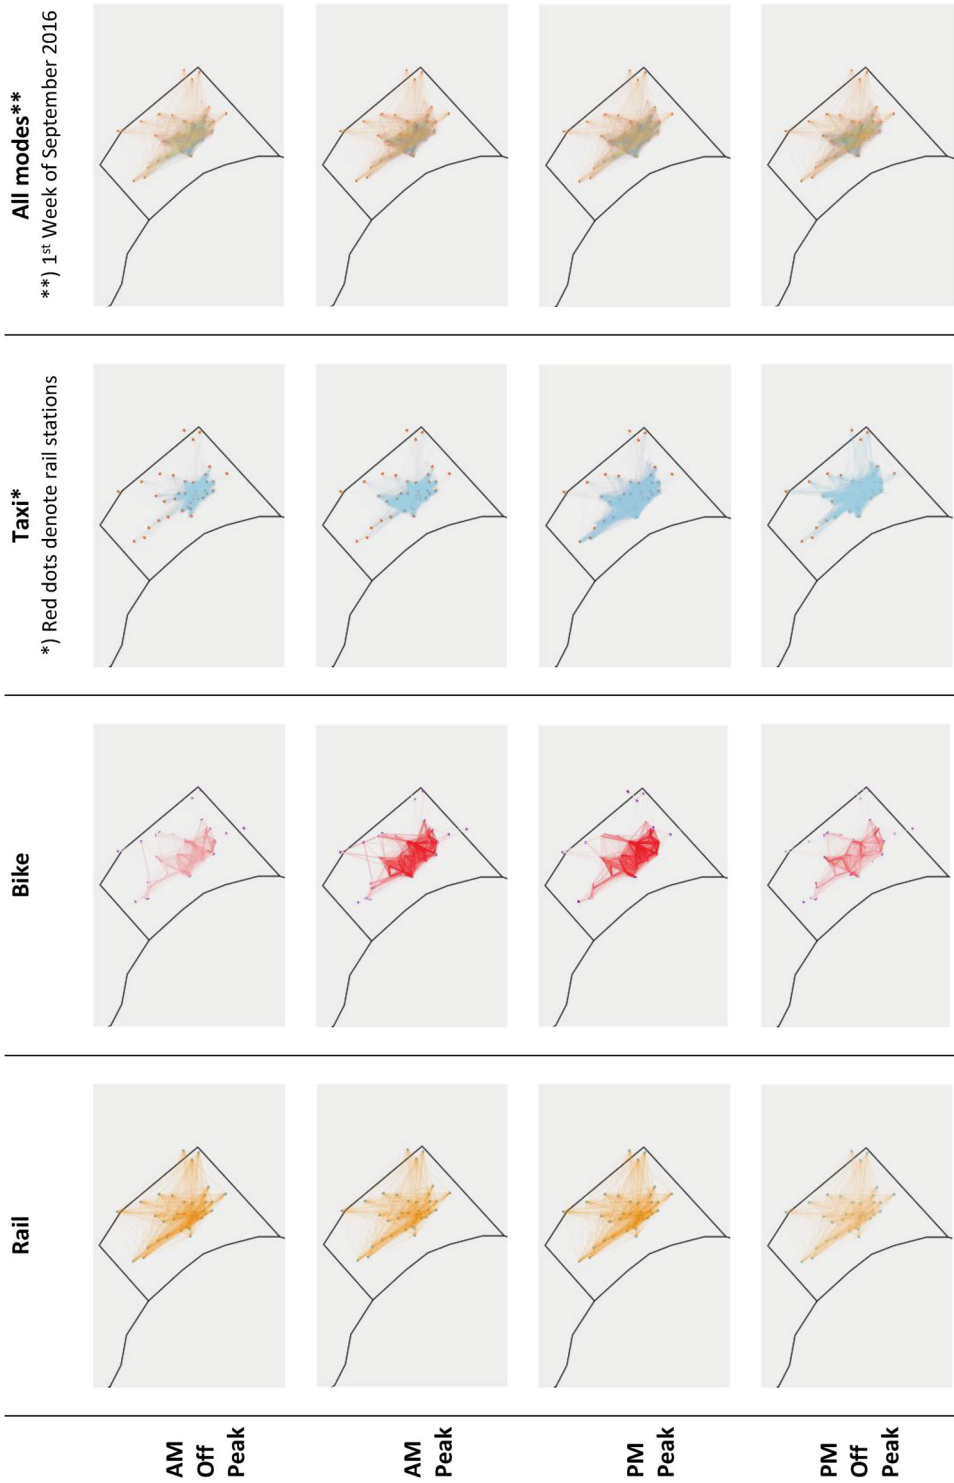 Rail
Bike
Taxi*
*) Red dots denote rail stations
All modes**
**) 1st Week of September 2016
AM
Off
Peak
AM
Peak
PM
Peak
PM
Off
Peak